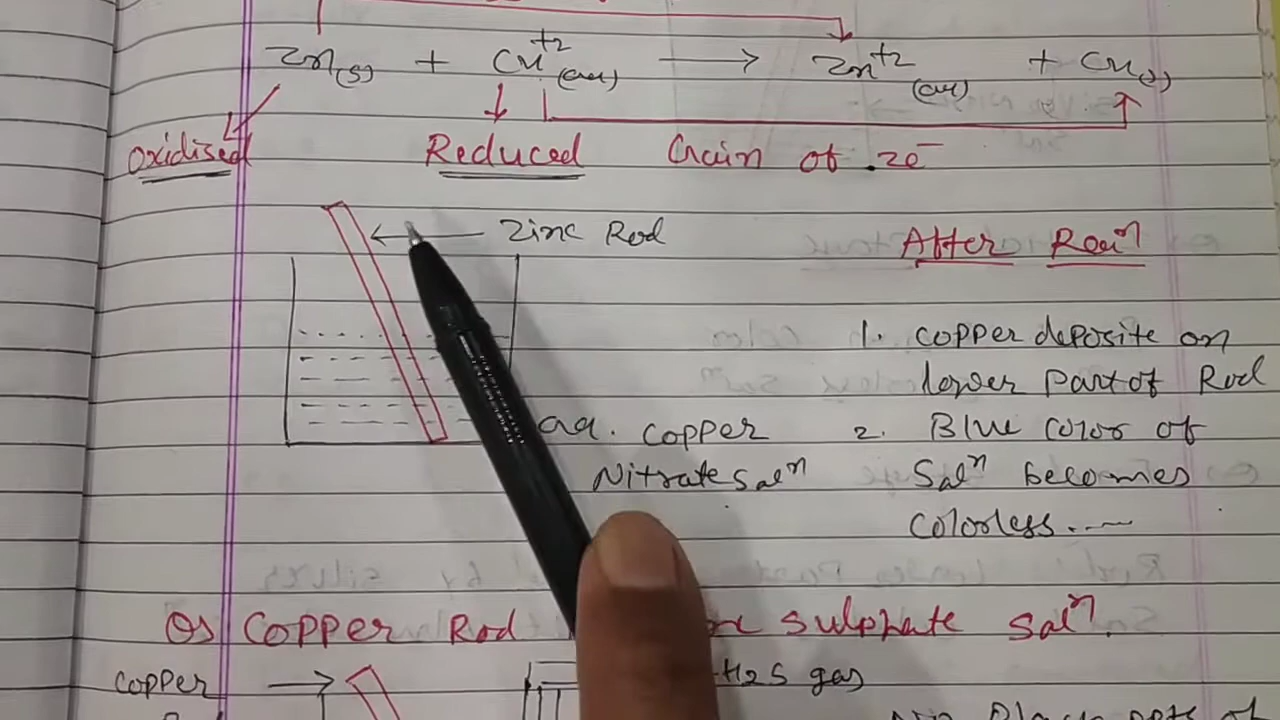 Zn(s) + Cu+2(aq) → Zn+2(aq) + Cu(s)
Oxidised Reduced Gain of 2e-
Zinc Rod
After Reaⁿ
1. Copper deposite on
lower part of Rod
aq. Copper
Nitrate Solⁿ
2. Blue color of
Solⁿ becomes
colorless....
Copper Rod sulphate Solⁿ.
Copper → H2S gas